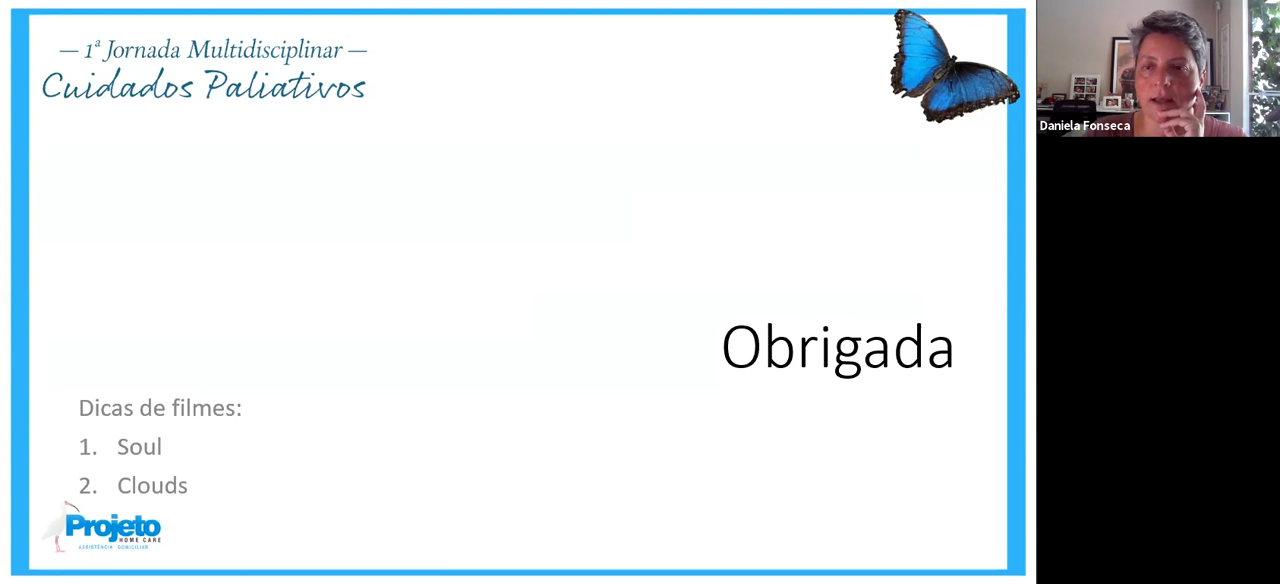 — 1ª Jornada Multidisciplinar —
Cuidados Paliativos
Daniela Fonseca
Obrigada
Dicas de filmes:
1. Soul
2. Clouds
Projeto
HOME CARE
ASSISTÊNCIA DOMICILIAR